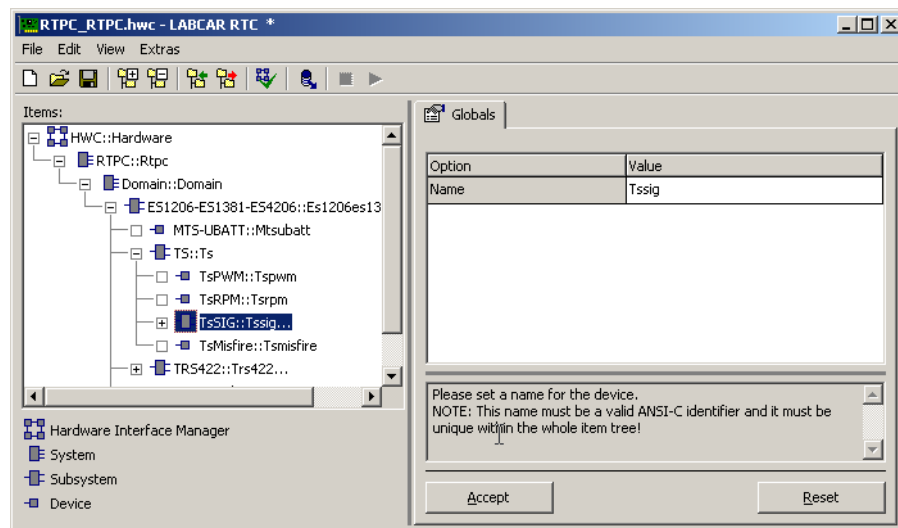 RTPC_RTPC.hwc - LABCAR RTC *
File Edit View Extras
Items:
HWC::Hardware
RTPC::Rtpc
Domain::Domain
ES1206-ES1381-ES4206::Es1206es13
MTS-UBATT::Mtsubatt
TS::Ts
TsPWM::Tspwm
TsRPM::Tsrpm
TsSIG::Tssig...
TsMisfire::Tsmisfire
TRS422::Trs422...
Hardware Interface Manager
System
Subsystem
Device
Globals
Option Value
Name Tssig
Please set a name for the device.
NOTE: This name must be a valid ANSI-C identifier and it must be
unique within the whole item tree!
Accept Reset